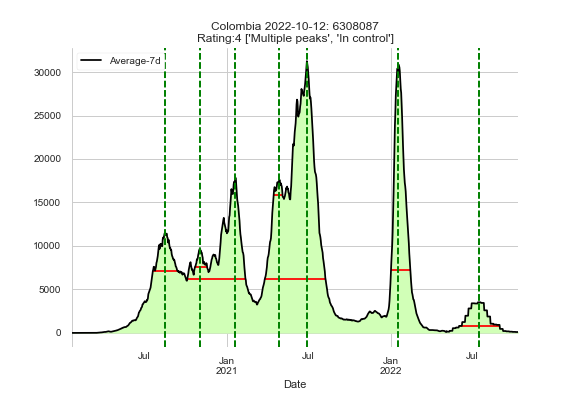 Colombia 2022-10-12: 6308087
Rating:4 ['Multiple peaks', 'In control']
Average-7d
30000
25000
20000
15000
10000
5000
0
Jul
Jan
2021
Jul
Jan
2022
Jul
Date